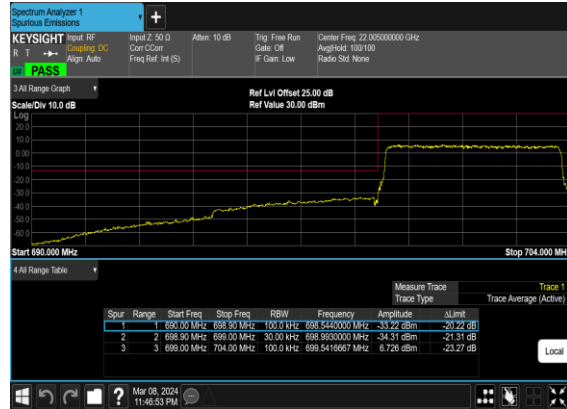 Spectrum Analyzer 1
Spurious Emissions
KEYSIGHT Input: RF Input Z: 50 Ω Atten: 10 dB Trig: Free Run Center Freq: 22.005000000 GHz
R T Coupling: DC Corr CCorr Gate: Off Avg|Hold: 100/100
Align: Auto Freq Ref: Int (S) IF Gain: Low Radio Std: None
PASS
3 All Range Graph
Ref Lvl Offset 25.00 dB
Scale/Div 10.0 dB Ref Value 30.00 dBm
Log
20.0
10.0
0.00
-10.0
-20.0
-30.0
-40.0
-50.0
-60.0
Start 690.000 MHz Stop 704.000 MHz
4 All Range Table
Measure Trace Trace 1
Trace Type Trace Average (Active)
Spur Range Start Freq Stop Freq RBW Frequency Amplitude ΔLimit
1 1 690.00 MHz 698.90 MHz 100.0 kHz 698.5440000 MHz -33.22 dBm -20.22 dB
2 2 698.90 MHz 699.00 MHz 30.00 kHz 698.9930000 MHz -34.31 dBm -21.31 dB
3 3 699.00 MHz 704.00 MHz 100.0 kHz 699.5416667 MHz 6.726 dBm -23.27 dB
Local
Mar 08, 2024
11:46:53 PM